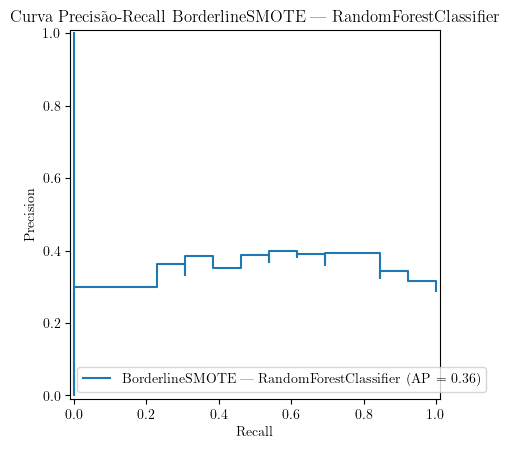 Curva Precisão-Recall BorderlineSMOTE — RandomForestClassifier
1.0
0.8
0.6
0.4
0.2
0.0
Precision
BorderlineSMOTE — RandomForestClassifier (AP = 0.36)
0.0 0.2 0.4 0.6 0.8 1.0
Recall